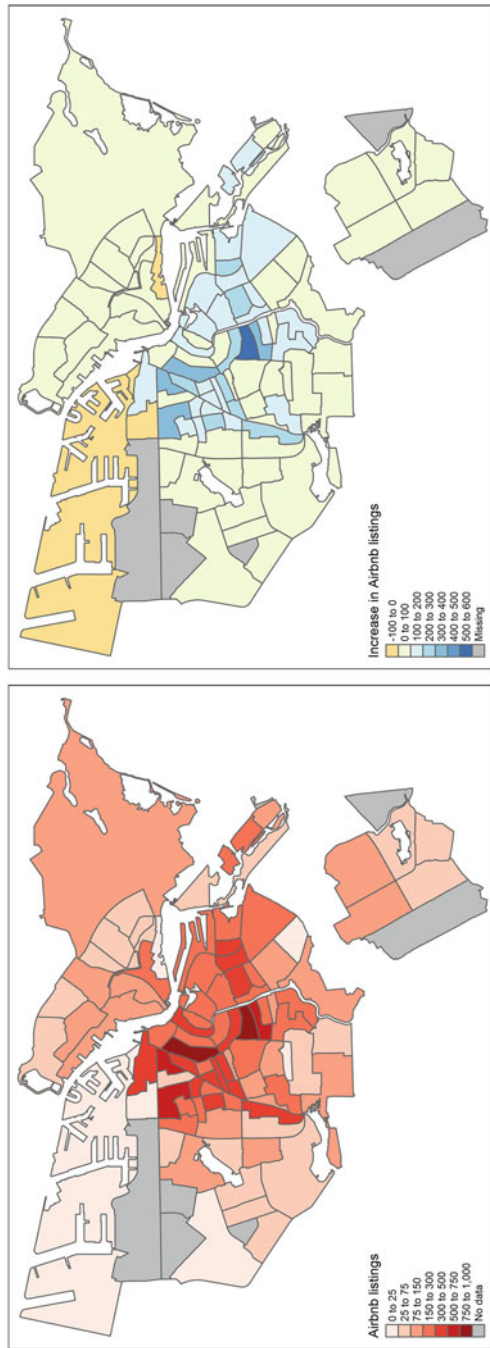 Airbnb listings
0 to 25
25 to 75
75 to 150
150 to 300
300 to 500
500 to 750
750 to 1,000
No data
Increase in Airbnb listings
-100 to 0
0 to 100
100 to 200
200 to 300
300 to 400
400 to 500
500 to 600
Missing